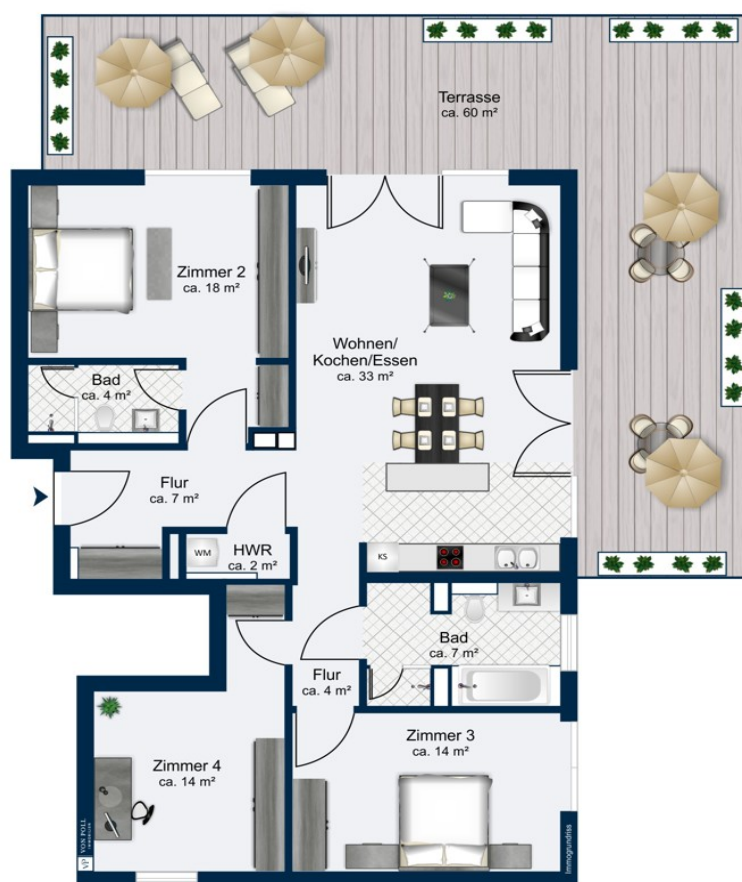 Terrasse
ca. 60 m²
Zimmer 2
ca. 18 m²
Wohnen/
Kochen/Essen
ca. 33 m²
Bad
ca. 4 m²
Flur
ca. 7 m²
WM
HWR
ca. 2 m²
KS
Bad
ca. 7 m²
Flur
ca. 4 m²
Zimmer 3
ca. 14 m²
Zimmer 4
ca. 14 m²
VP
VON POLL
IMMOBILIEN
Immogrundriss